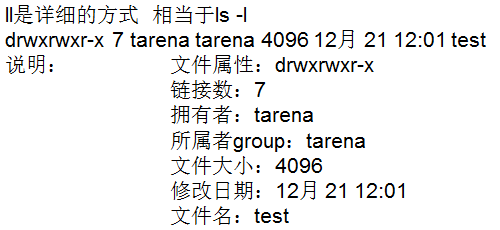 ll是详细的方式  相当于ls -l
drwxrwxr-x 7 tarena tarena 4096 12月 21 12:01 test
说明：  文件属性：drwxrwxr-x
链接数：7
拥有者：tarena
所属者group：tarena
文件大小：4096
修改日期：12月 21 12:01
文件名：test